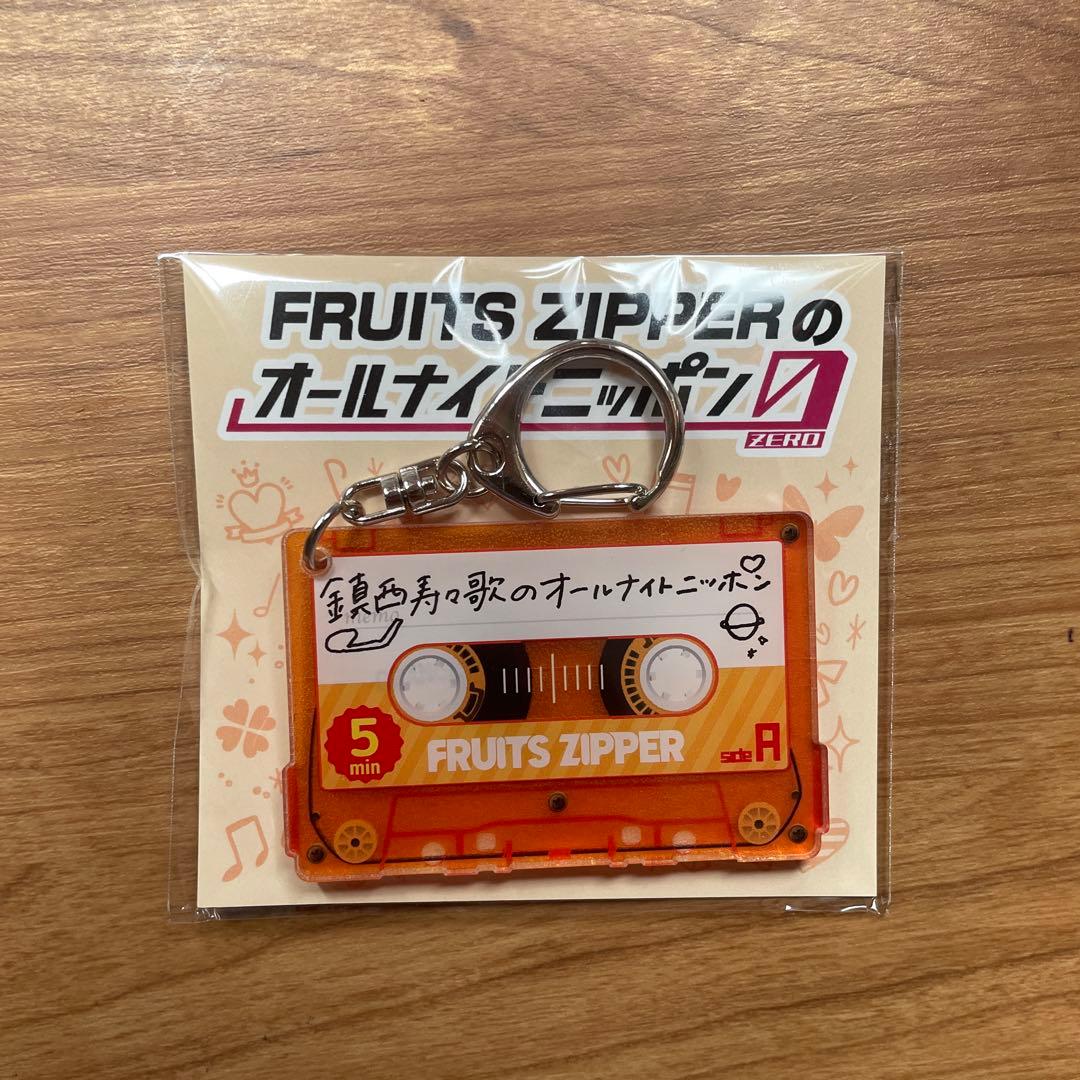 FRUITS ZIPPERの
オールナイトニッポン0
ZERO
鎮西寿々歌のオールナイトニッポン
memo
5
min
FRUITS ZIPPER
side A